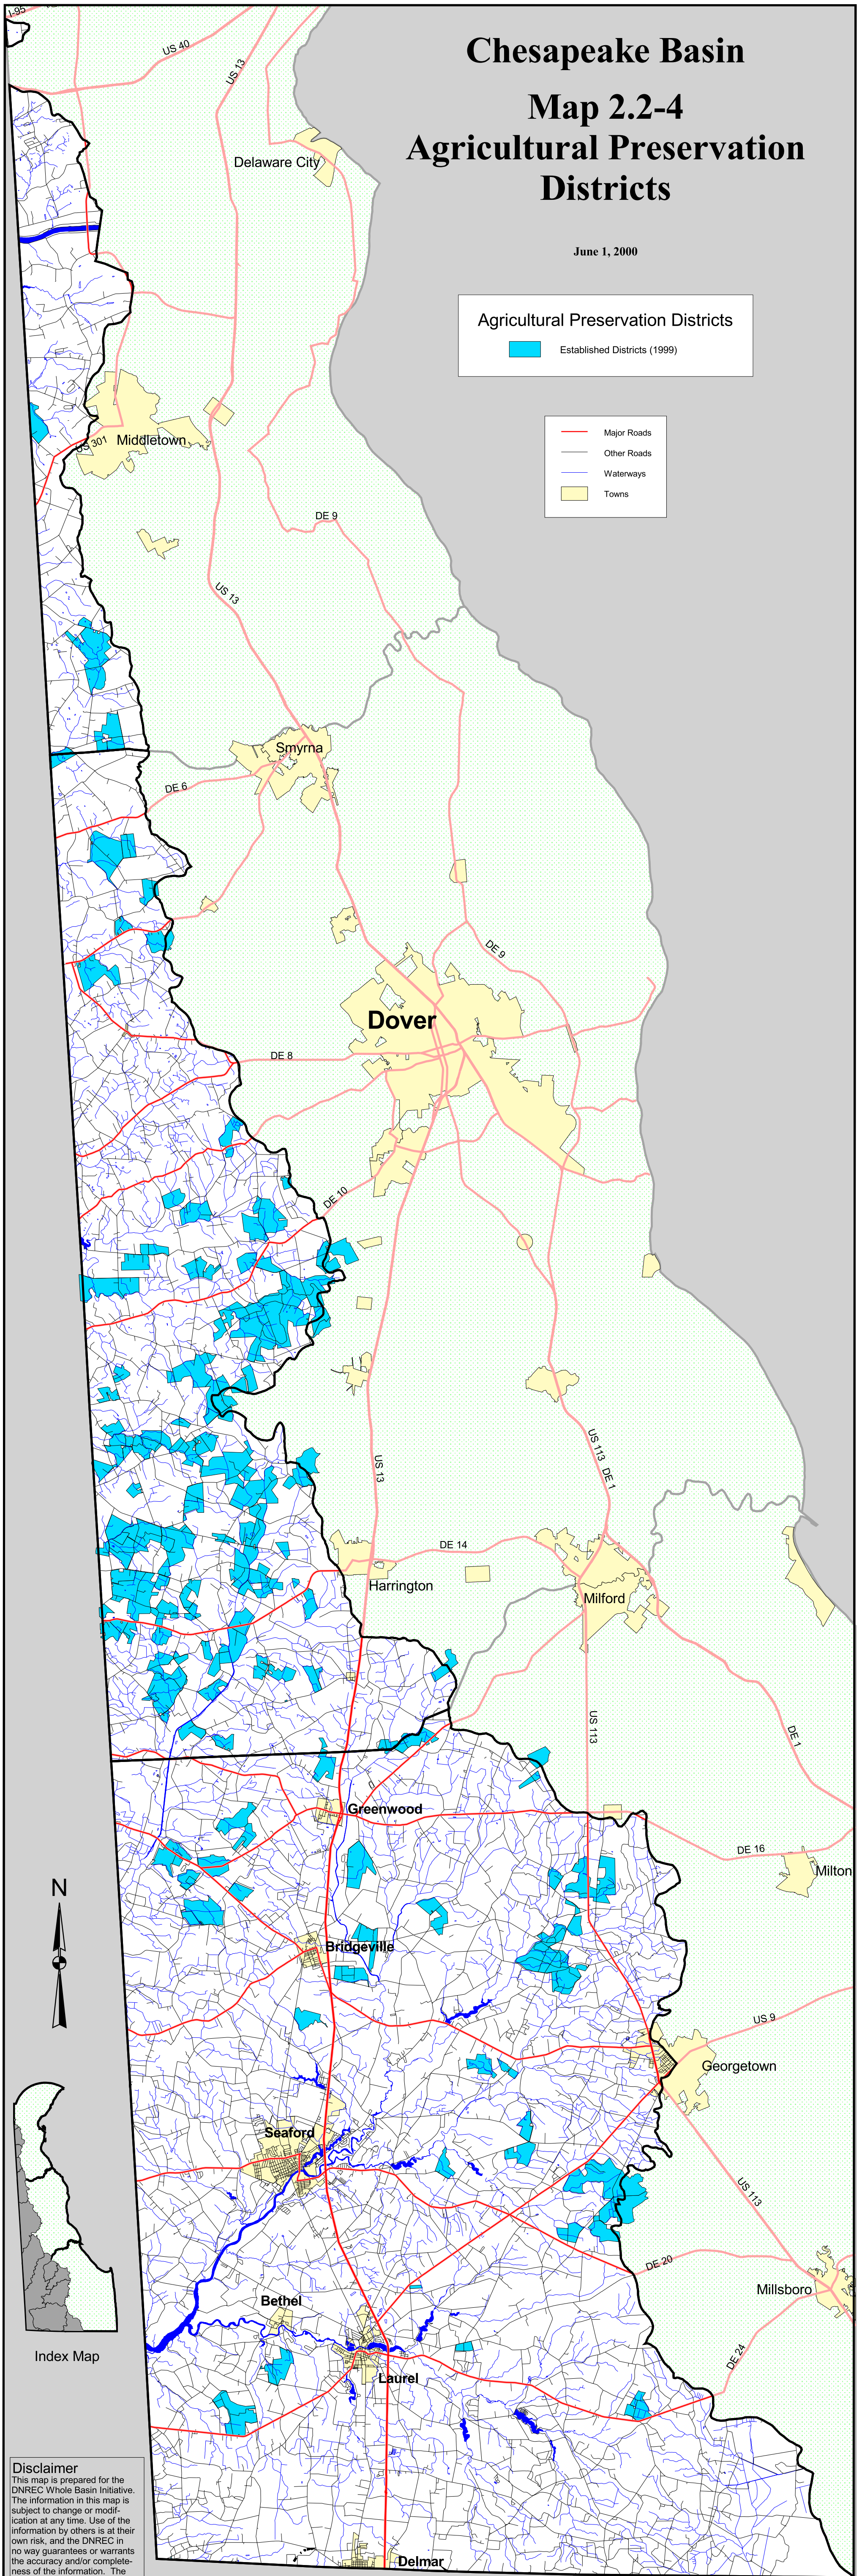 Chesapeake Basin
Map 2.2-4
Agricultural Preservation
Districts
June 1, 2000
Agricultural Preservation Districts
Established Districts (1999)
Major Roads
Other Roads
Waterways
Towns
I-95
US 40
US 13
Delaware City
US 301
Middletown
DE 9
US 13
Smyrna
DE 6
DE 9
Dover
DE 8
DE 10
US 113
DE 1
US 13
DE 14
Harrington
Milford
US 113
DE 1
Greenwood
DE 16
Milton
N
Bridgeville
US 9
Georgetown
Seaford
US 113
DE 20
Millsboro
Bethel
DE 24
Index Map
Laurel
Disclaimer
This map is prepared for the
DNREC Whole Basin Initiative.
The information in this map is
subject to change or modif-
ication at any time. Use of the
information by others is at their
own risk, and the DNREC in
no way guarantees or warrants
the accuracy and/or complete-
ness of the information. The
Delmar